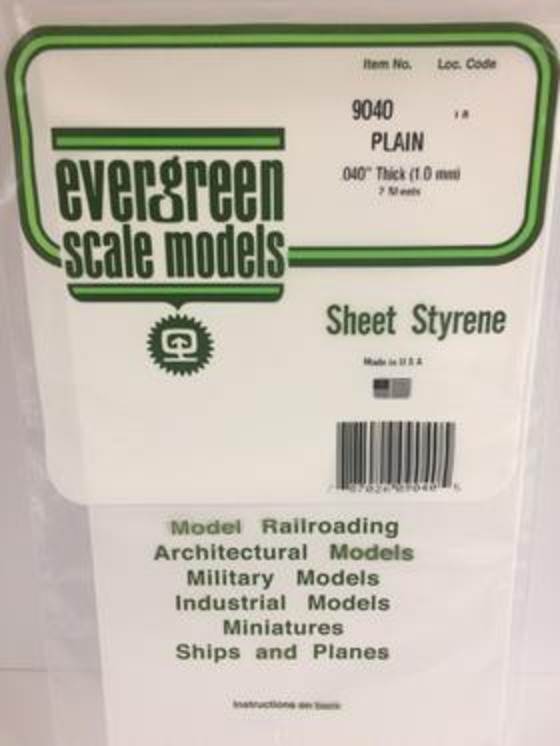 Item No. Loc. Code
9040
PLAIN
.040" Thick (1.0 mm)
evergreen
scale models
Sheet Styrene
Made in U S A
Model Railroading
Architectural Models
Military Models
Industrial Models
Miniatures
Ships and Planes
Instructions on back